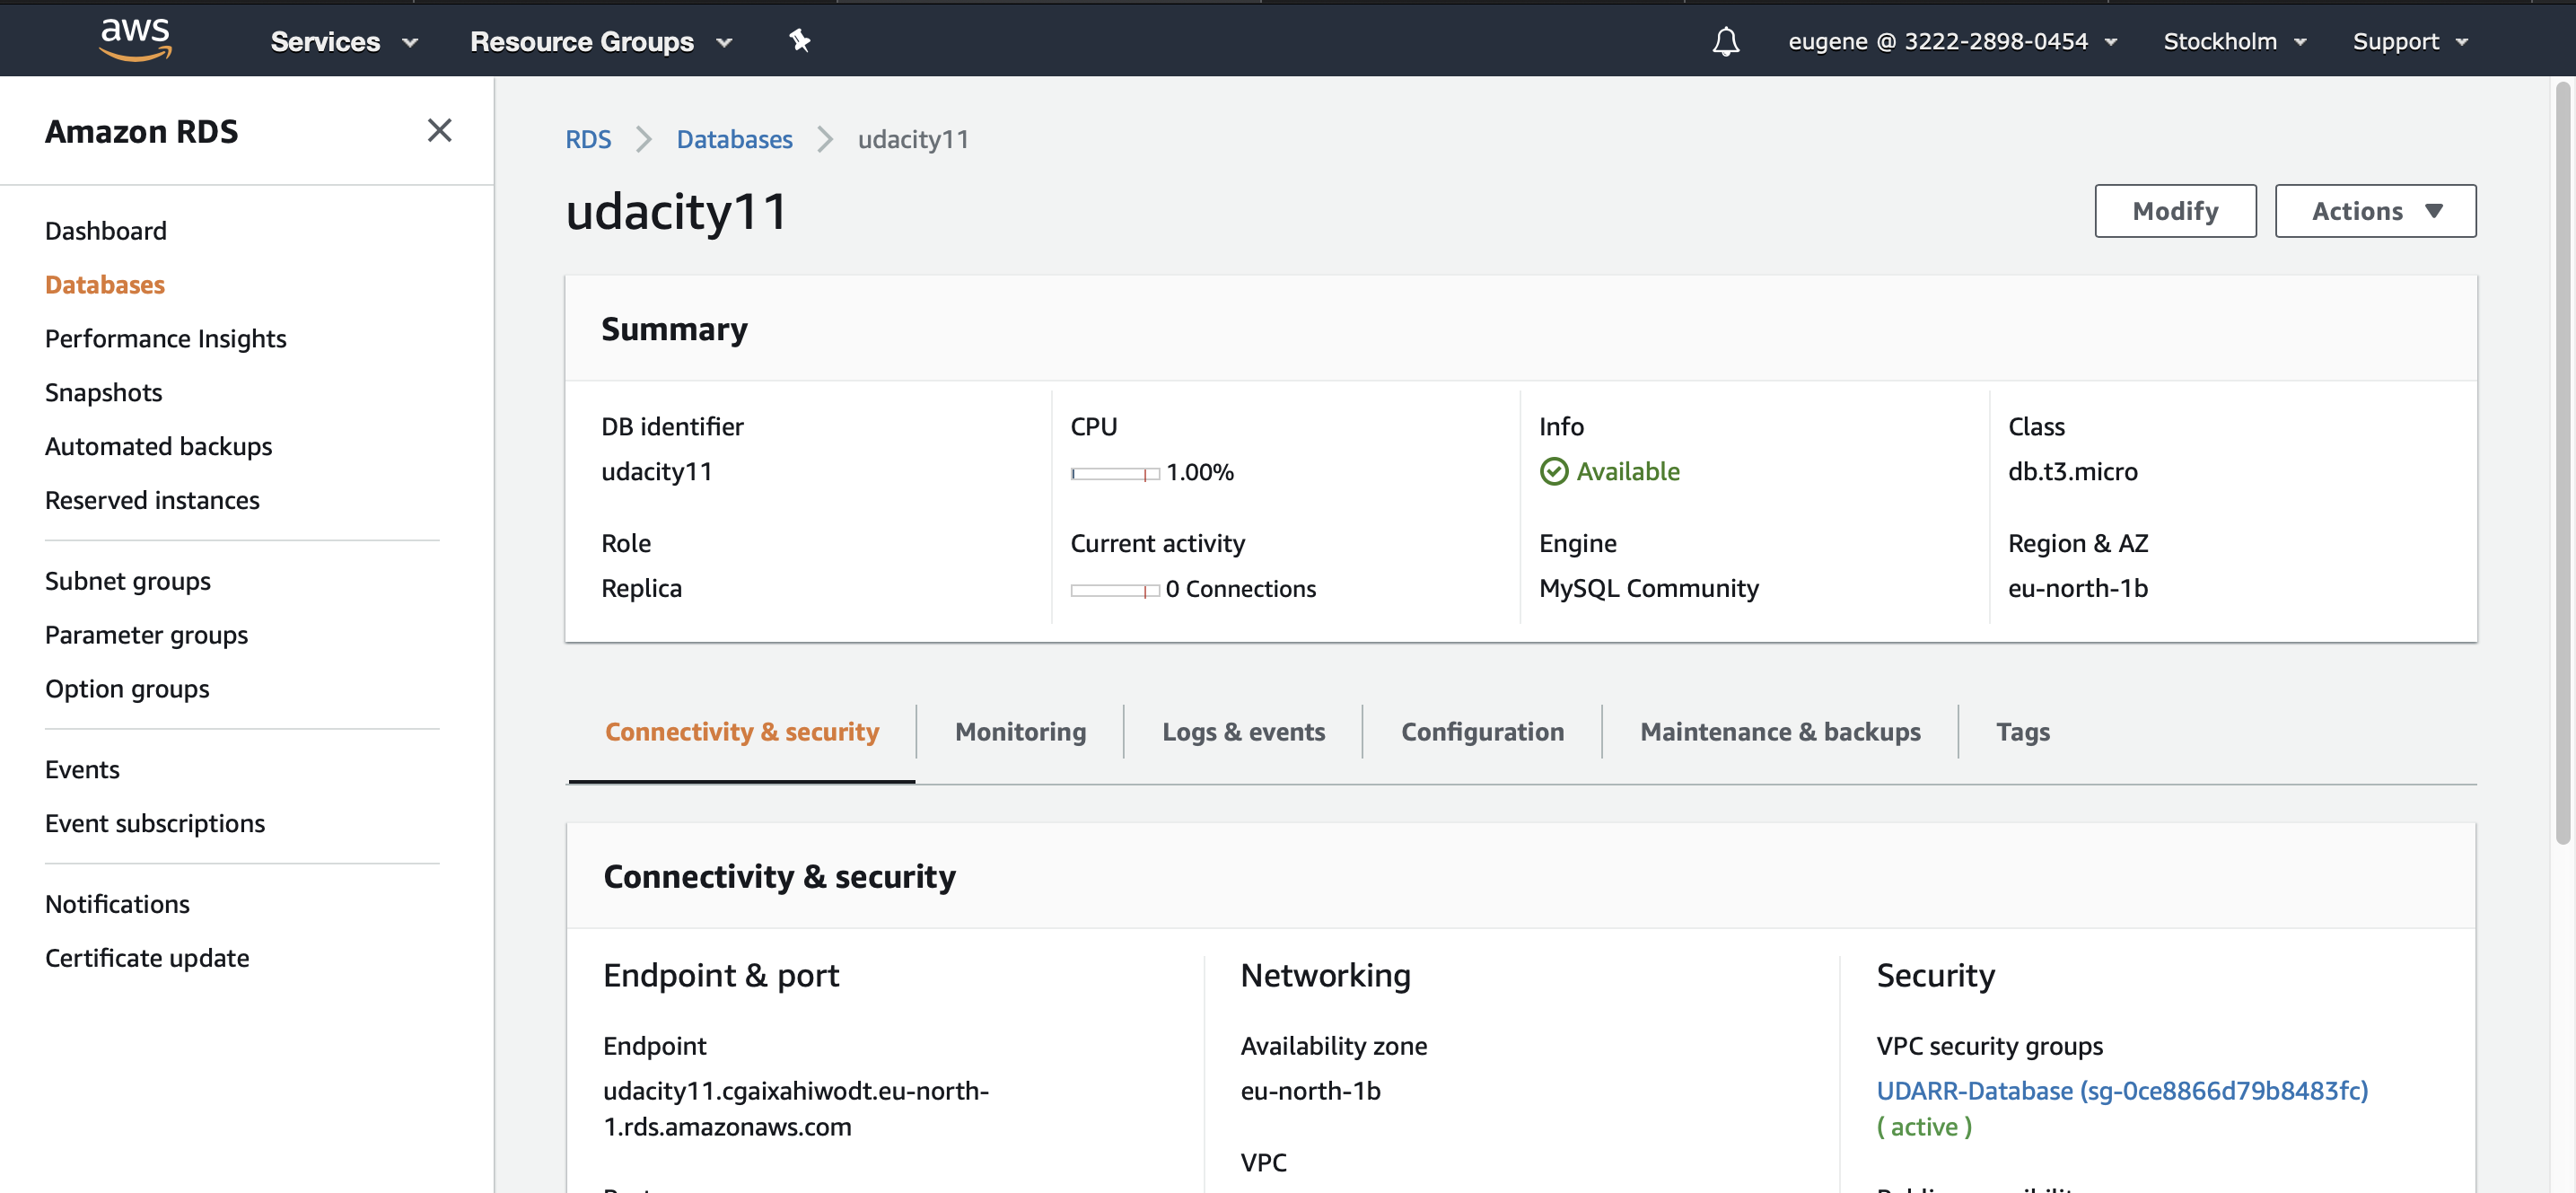 aws Services Resource Groups eugene @ 3222-2898-0454 Stockholm Support
Amazon RDS
Dashboard
Databases
Performance Insights
Snapshots
Automated backups
Reserved instances
Subnet groups
Parameter groups
Option groups
Events
Event subscriptions
Notifications
Certificate update
RDS Databases udacity11
udacity11
Modify Actions
Summary
DB identifier
udacity11
Role
Replica
CPU
1.00%
Current activity
0 Connections
Info
Available
Engine
MySQL Community
Class
db.t3.micro
Region & AZ
eu-north-1b
Connectivity & security Monitoring Logs & events Configuration Maintenance & backups Tags
Connectivity & security
Endpoint & port
Endpoint
udacity11.cgaixahiwodt.eu-north-
1.rds.amazonaws.com
Networking
Availability zone
eu-north-1b
VPC
Security
VPC security groups
UDARR-Database (sg-0ce8866d79b8483fc)
( active )